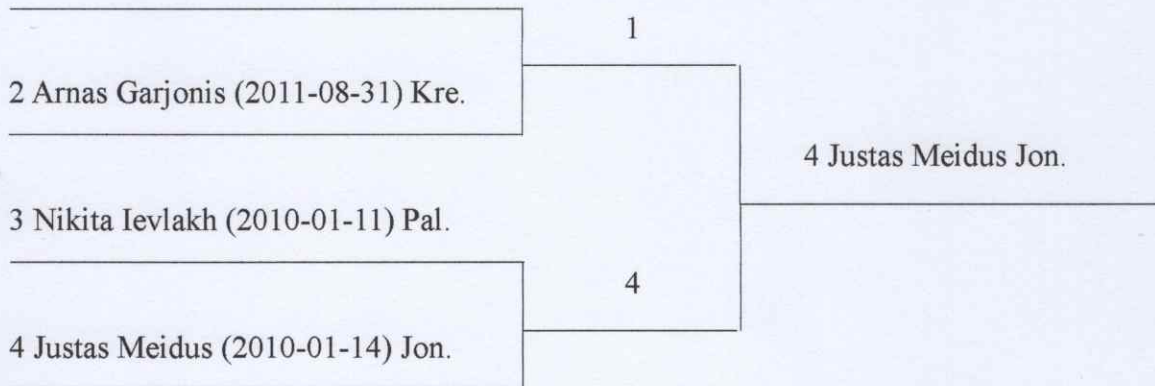 1
2 Arnas Garjonis (2011-08-31) Kre.
4 Justas Meidus Jon.
3 Nikita Ievlakh (2010-01-11) Pal.
4
4 Justas Meidus (2010-01-14) Jon.